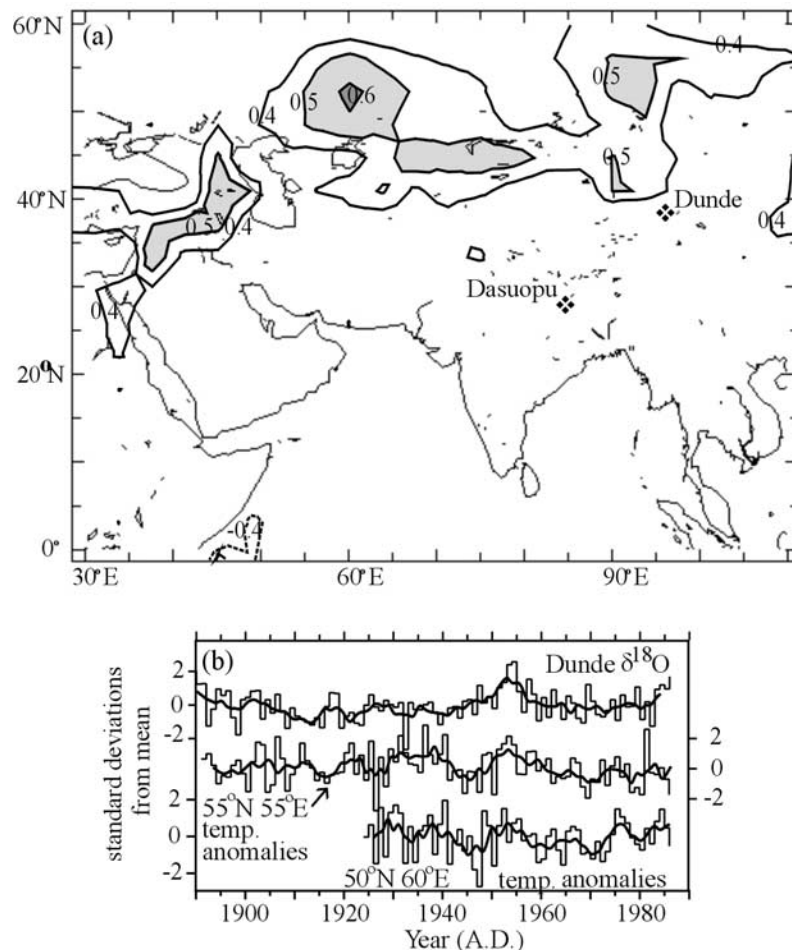 60°N
(a)
0.4
0.5
0.5
0.6
0.4
0.5
40°N
0.5
0.4
Dunde
0.4
Dasuopu
0.4
20°N
-0.4
0°
30°E
60°E
90°E
(b)
Dunde δ¹⁸O
standard deviations
from mean
2
0
-2
2
0
-2
55°N 55°E
temp.
anomalies
2
0
-2
50°N 60°E temp. anomalies
1900
1920
1940
1960
1980
Year (A.D.)